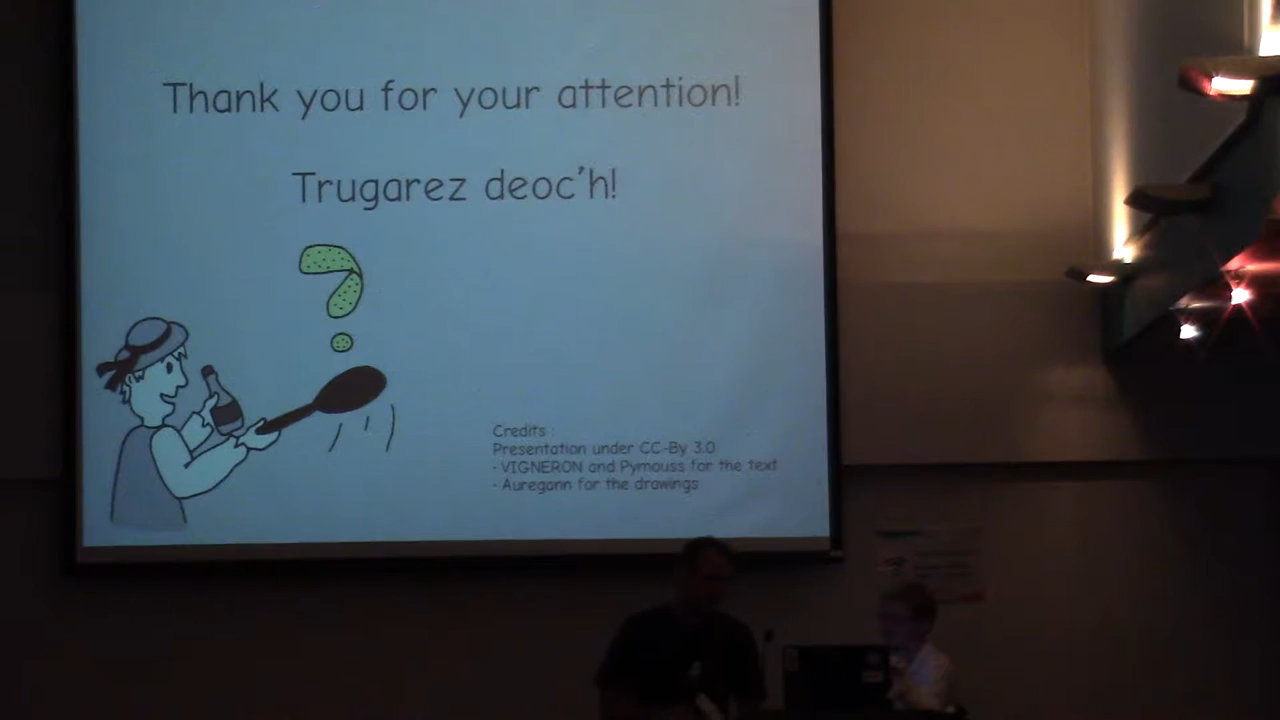 Thank you for your attention!
Trugarez deoc'h!
Credits :
Presentation under CC-By 3.0
- VIGNERON and Pymouss for the text
- Auregann for the drawings